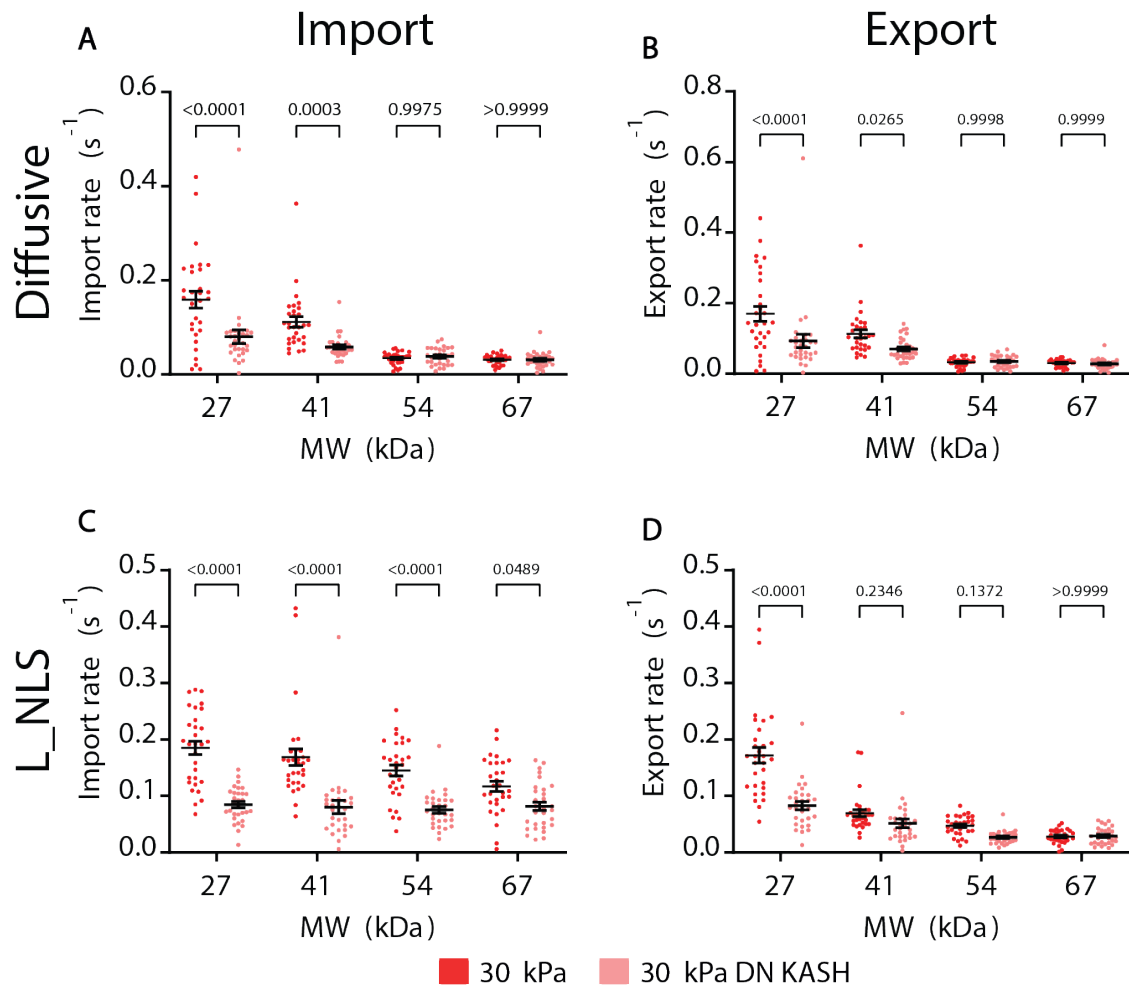 Import
Export
Diffusive
L_NLS
A
Import rate (s⁻¹)
0.6
0.4
0.2
0.0
<0.0001
0.0003
0.9975
>0.9999
27
41
54
67
MW (kDa)
B
Export rate (s⁻¹)
0.8
0.6
0.4
0.2
0.0
<0.0001
0.0265
0.9998
0.9999
27
41
54
67
MW (kDa)
C
Import rate (s⁻¹)
0.5
0.4
0.3
0.2
0.1
0.0
<0.0001
<0.0001
<0.0001
0.0489
27
41
54
67
MW (kDa)
D
Export rate (s⁻¹)
0.5
0.4
0.3
0.2
0.1
0.0
<0.0001
0.2346
0.1372
>0.9999
27
41
54
67
MW (kDa)
30 kPa
30 kPa DN KASH